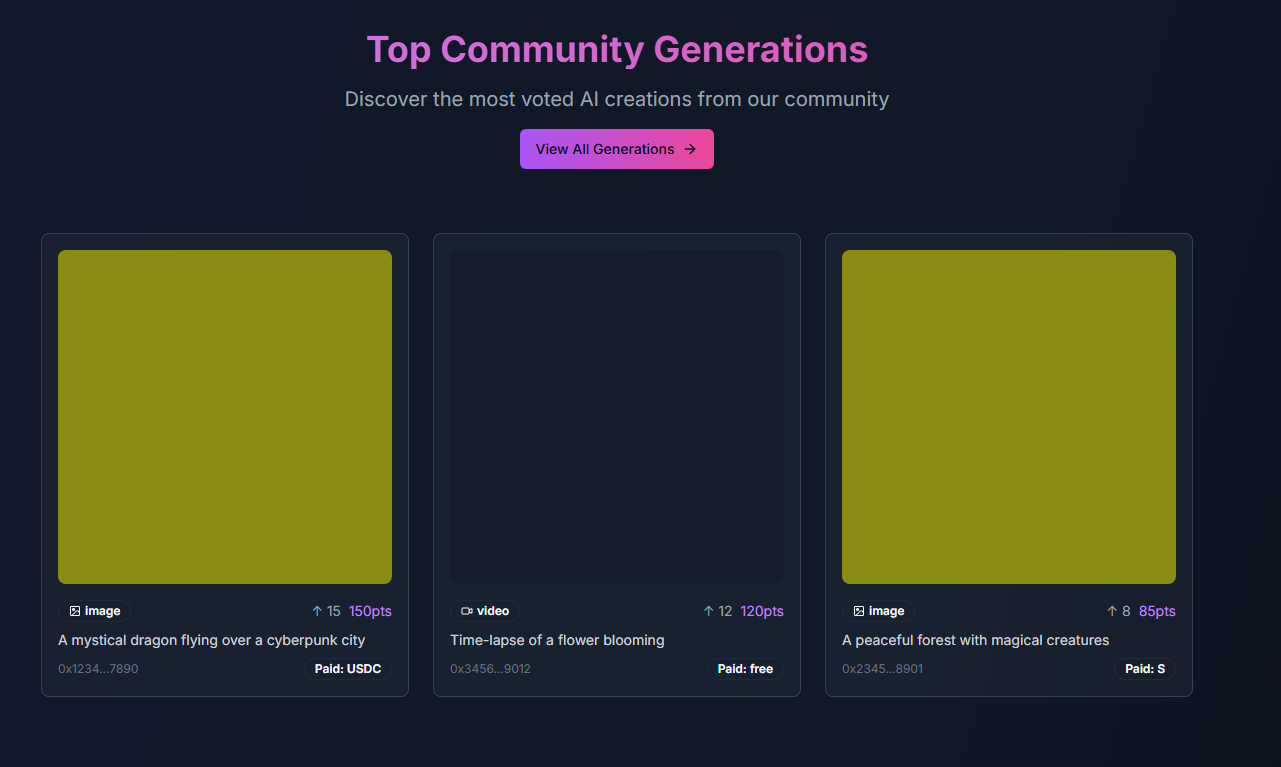 Top Community Generations
Discover the most voted AI creations from our community
View All Generations →
image ↑ 15 150pts
A mystical dragon flying over a cyberpunk city
0x1234...7890 Paid: USDC
video ↑ 12 120pts
Time-lapse of a flower blooming
0x3456...9012 Paid: free
image ↑ 8 85pts
A peaceful forest with magical creatures
0x2345...8901 Paid: S